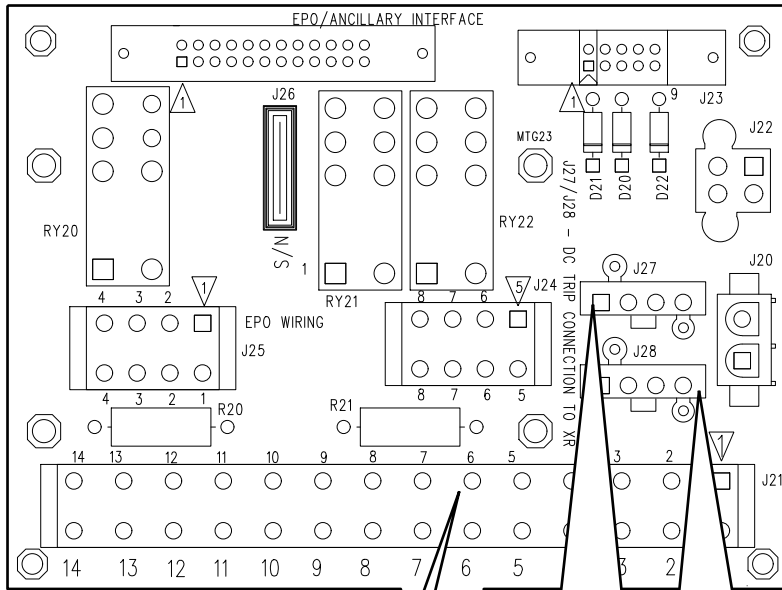 EPO/ANCILLARY INTERFACE
1
J26
1
9
J23
J22
MTG23
D21
D20
D22
RY20
N/S
1
RY21
RY22
J27/J28 - DC TRIP CONNECTION TO XR
J27
J20
4 3 2 1
EPO WIRING
J25
4 3 2 1
8 7 6 5
J24
8 7 6 5
J28
R20
R21
14 13 12 11 10 9 8 7 6 5 3 2 1
J21
14 13 12 11 10 9 8 7 6 5 3 2